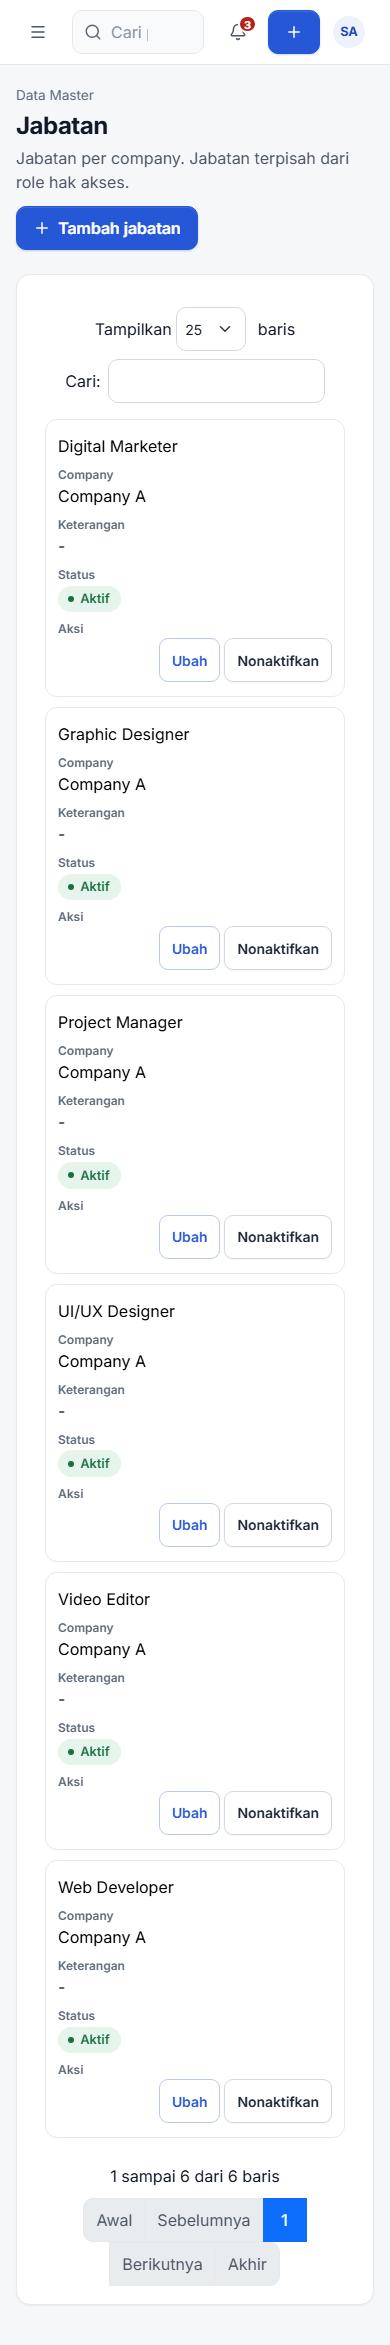 Cari
3
SA
Data Master
Jabatan
Jabatan per company. Jabatan terpisah dari
role hak akses.
+ Tambah jabatan
Tampilkan 25 baris
Cari:
Digital Marketer
Company
Company A
Keterangan
-
Status
Aktif
Aksi
Ubah Nonaktifkan
Graphic Designer
Company
Company A
Keterangan
-
Status
Aktif
Aksi
Ubah Nonaktifkan
Project Manager
Company
Company A
Keterangan
-
Status
Aktif
Aksi
Ubah Nonaktifkan
UI/UX Designer
Company
Company A
Keterangan
-
Status
Aktif
Aksi
Ubah Nonaktifkan
Video Editor
Company
Company A
Keterangan
-
Status
Aktif
Aksi
Ubah Nonaktifkan
Web Developer
Company
Company A
Keterangan
-
Status
Aktif
Aksi
Ubah Nonaktifkan
1 sampai 6 dari 6 baris
Awal Sebelumnya 1
Berikutnya Akhir